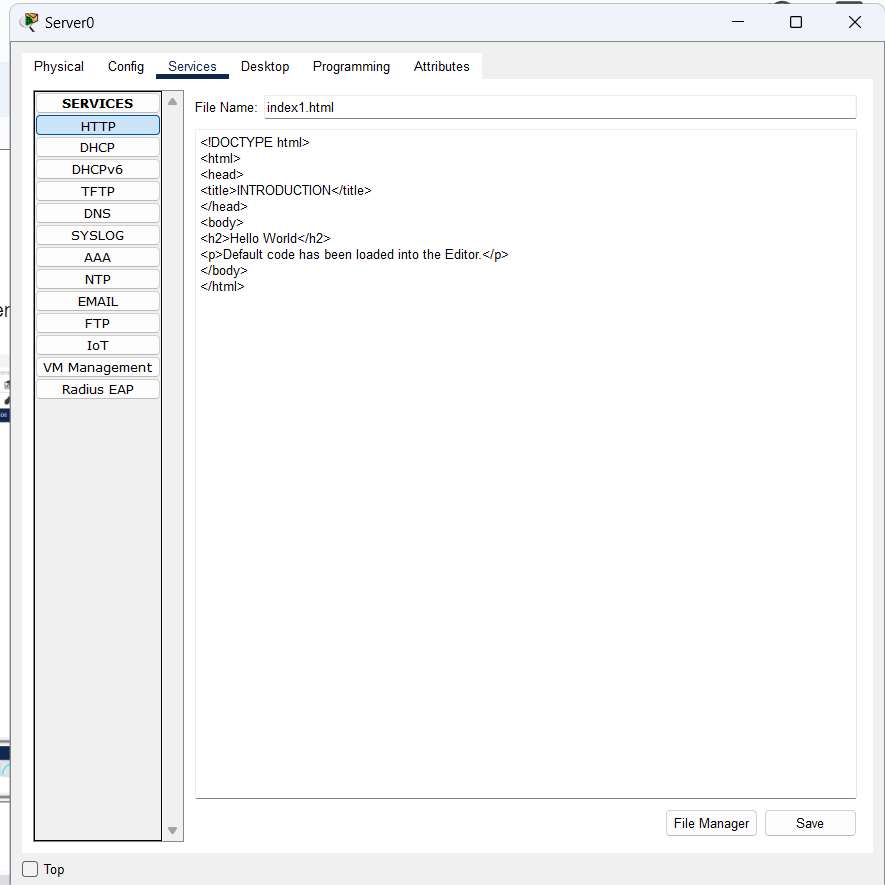 Server0
Physical
Config
Services
Desktop
Programming
Attributes
SERVICES
HTTP
DHCP
DHCPv6
TFTP
DNS
SYSLOG
AAA
NTP
EMAIL
FTP
IoT
VM Management
Radius EAP
File Name: index1.html
<!DOCTYPE html>
<html>
<head>
<title>INTRODUCTION</title>
</head>
<body>
<h2>Hello World</h2>
<p>Default code has been loaded into the Editor.</p>
</body>
</html>
File Manager
Save
Top